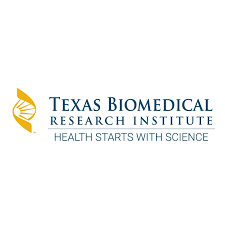 TEXAS BIOMEDICAL
RESEARCH INSTITUTE
HEALTH STARTS WITH SCIENCE